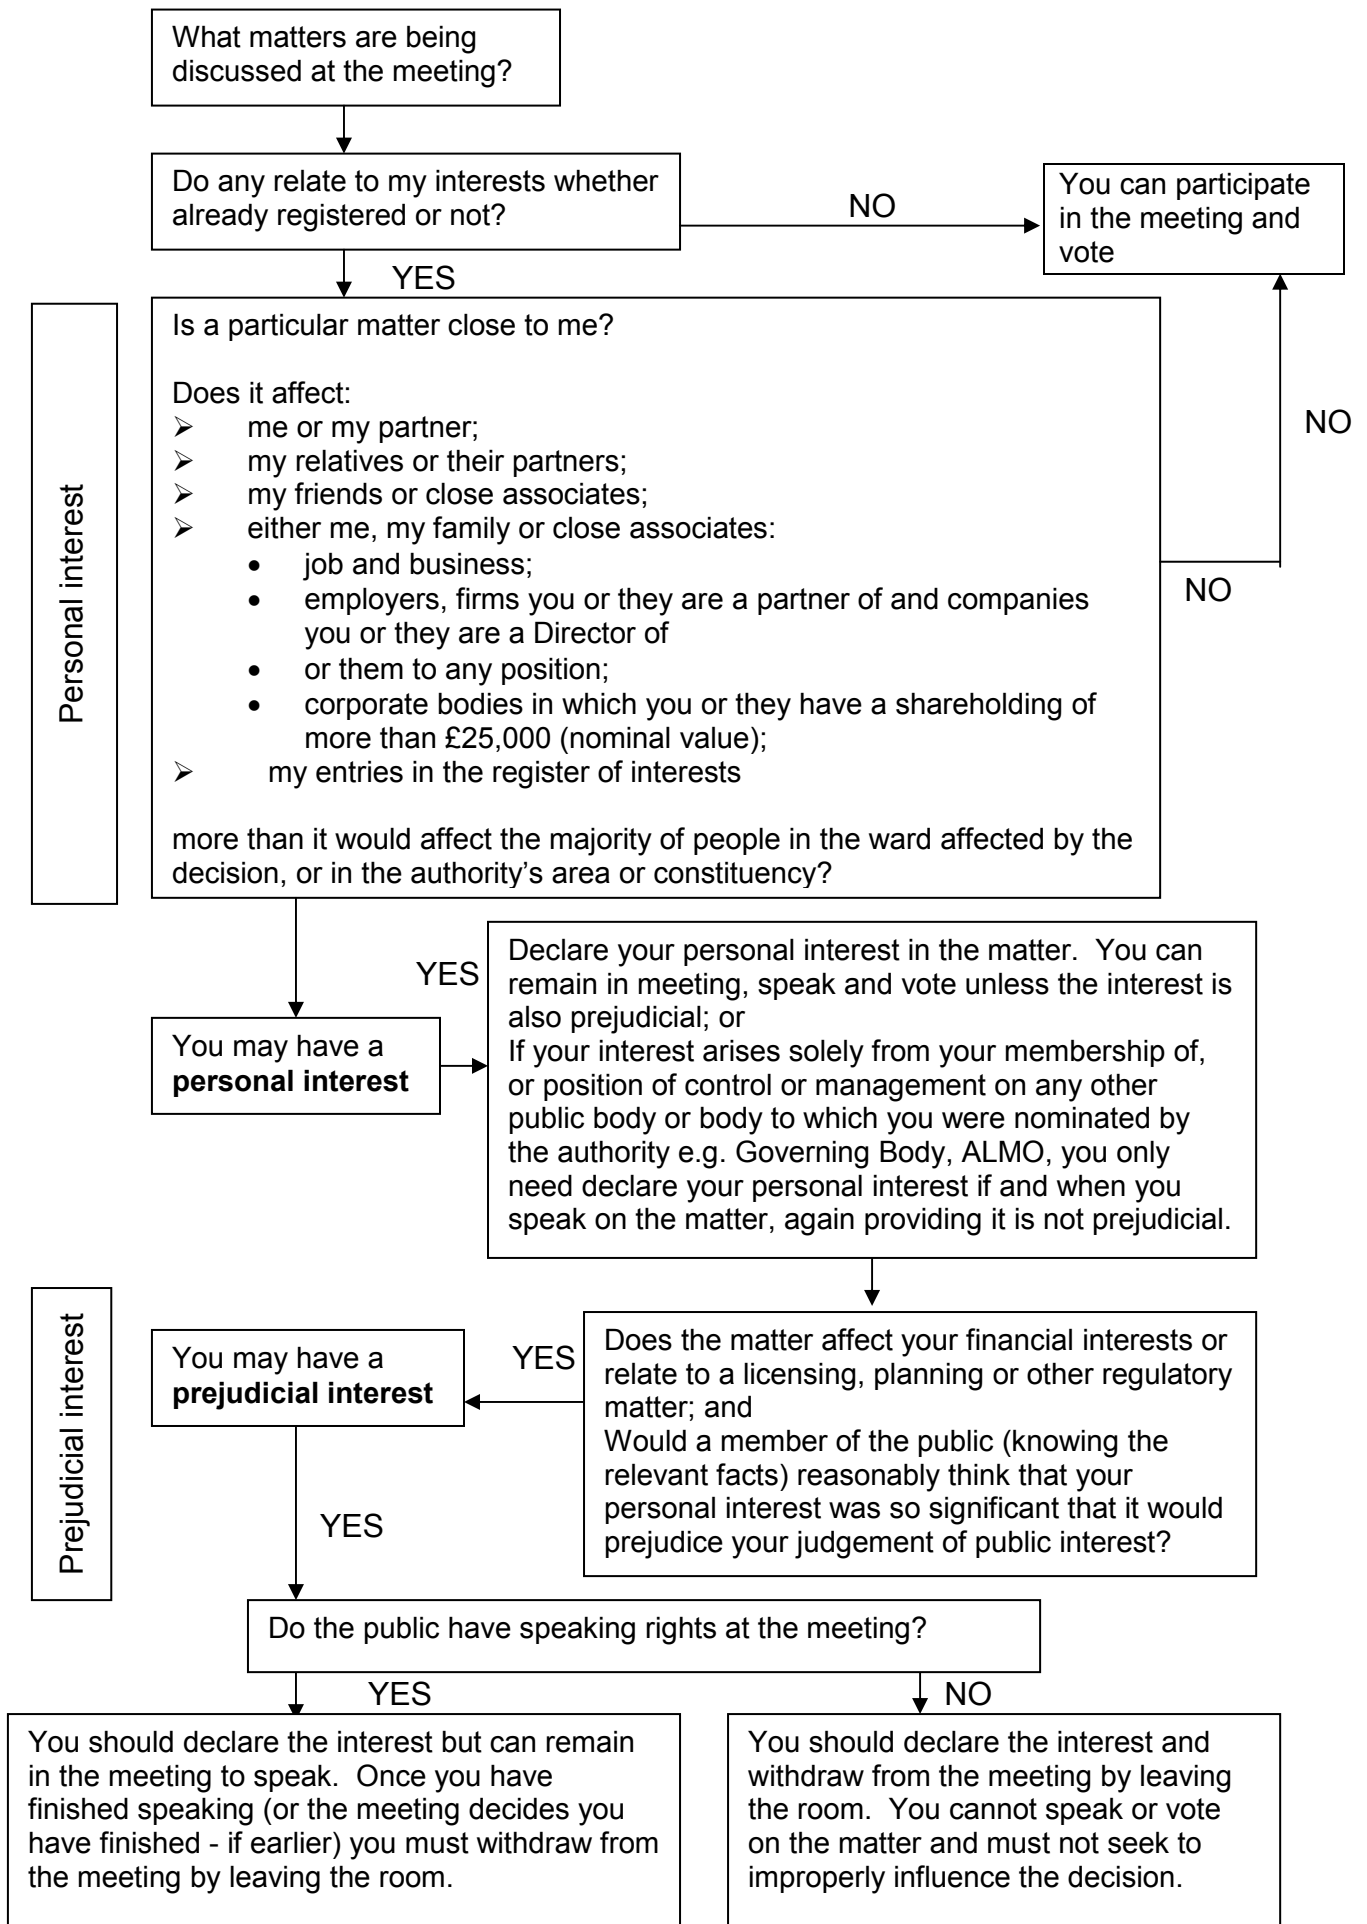 What matters are being
discussed at the meeting?
Do any relate to my interests whether
already registered or not?
NO
You can participate
in the meeting and
vote
YES
Personal interest
Is a particular matter close to me?
Does it affect:
➢ me or my partner;
➢ my relatives or their partners;
➢ my friends or close associates;
➢ either me, my family or close associates:
• job and business;
• employers, firms you or they are a partner of and companies
you or they are a Director of
• or them to any position;
• corporate bodies in which you or they have a shareholding of
more than £25,000 (nominal value);
➢ my entries in the register of interests
more than it would affect the majority of people in the ward affected by the
decision, or in the authority's area or constituency?
NO
NO
YES
You may have a
personal interest
Declare your personal interest in the matter. You can
remain in meeting, speak and vote unless the interest is
also prejudicial; or
If your interest arises solely from your membership of,
or position of control or management on any other
public body or body to which you were nominated by
the authority e.g. Governing Body, ALMO, you only
need declare your personal interest if and when you
speak on the matter, again providing it is not prejudicial.
Prejudicial interest
You may have a
prejudicial interest
YES
Does the matter affect your financial interests or
relate to a licensing, planning or other regulatory
matter; and
Would a member of the public (knowing the
relevant facts) reasonably think that your
personal interest was so significant that it would
prejudice your judgement of public interest?
YES
Do the public have speaking rights at the meeting?
YES
NO
You should declare the interest but can remain
in the meeting to speak. Once you have
finished speaking (or the meeting decides you
have finished - if earlier) you must withdraw from
the meeting by leaving the room.
You should declare the interest and
withdraw from the meeting by leaving
the room. You cannot speak or vote
on the matter and must not seek to
improperly influence the decision.